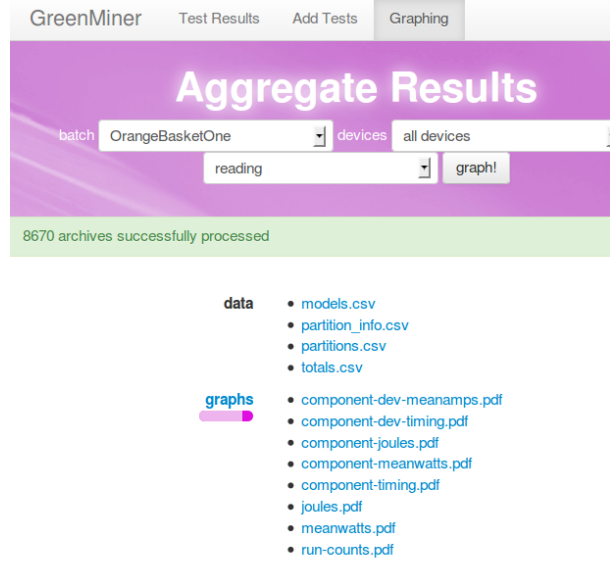 GreenMiner Test Results Add Tests Graphing
Aggregate Results
batch OrangeBasketOne devices all devices
reading graph!
8670 archives successfully processed
data • models.csv
• partition_info.csv
• partitions.csv
• totals.csv
graphs • component-dev-meanamps.pdf
• component-dev-timing.pdf
• component-joules.pdf
• component-meanwatts.pdf
• component-timing.pdf
• joules.pdf
• meanwatts.pdf
• run-counts.pdf